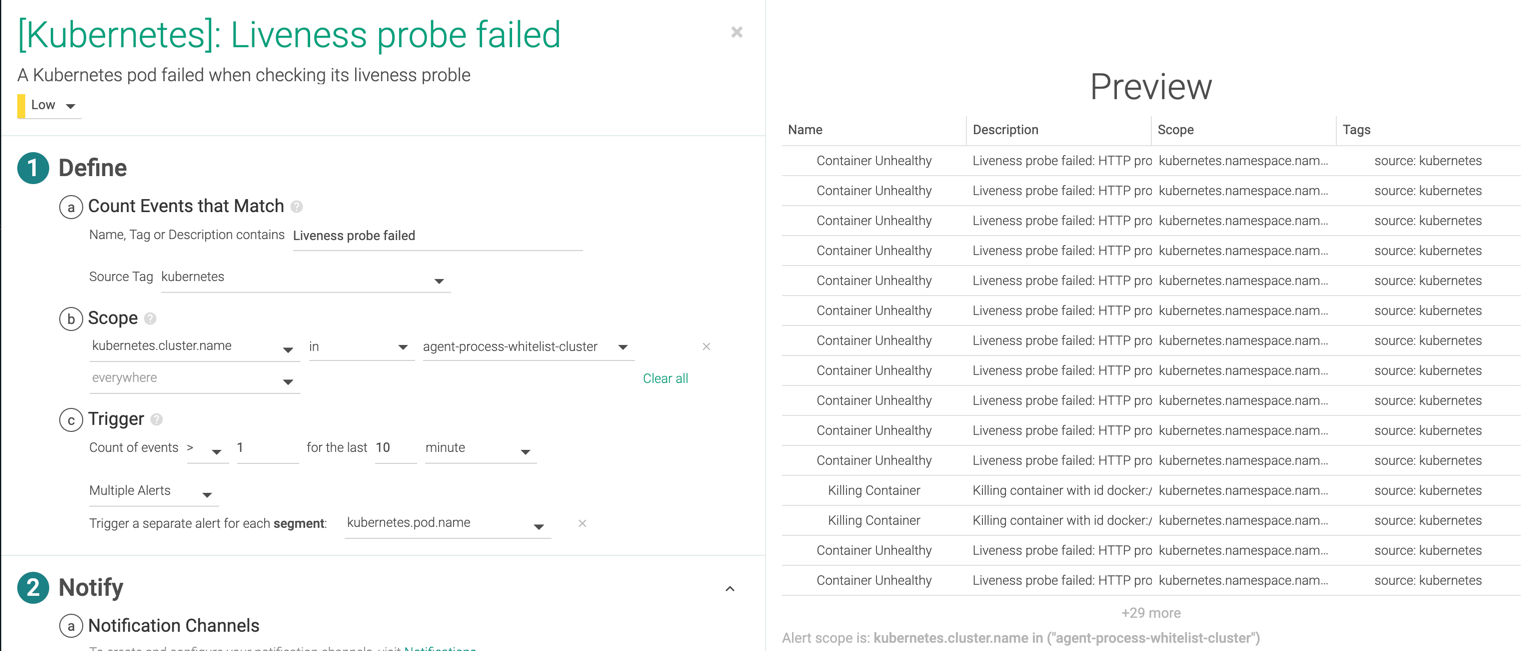 [Kubernetes]: Liveness probe failed
×
A Kubernetes pod failed when checking its liveness proble
Low
1 Define
a Count Events that Match ?
Name, Tag or Description contains Liveness probe failed
Source Tag kubernetes
b Scope ?
kubernetes.cluster.name in agent-process-whitelist-cluster ×
everywhere Clear all
c Trigger ?
Count of events > 1 for the last 10 minute
Multiple Alerts
Trigger a separate alert for each segment: kubernetes.pod.name ×
2 Notify
a Notification Channels
To create and configure your notification channels, visit Notifications
Preview
Name Description Scope Tags
Container Unhealthy Liveness probe failed: HTTP pro kubernetes.namespace.nam... source: kubernetes
Container Unhealthy Liveness probe failed: HTTP pro kubernetes.namespace.nam... source: kubernetes
Container Unhealthy Liveness probe failed: HTTP pro kubernetes.namespace.nam... source: kubernetes
Container Unhealthy Liveness probe failed: HTTP pro kubernetes.namespace.nam... source: kubernetes
Container Unhealthy Liveness probe failed: HTTP pro kubernetes.namespace.nam... source: kubernetes
Container Unhealthy Liveness probe failed: HTTP pro kubernetes.namespace.nam... source: kubernetes
Container Unhealthy Liveness probe failed: HTTP pro kubernetes.namespace.nam... source: kubernetes
Container Unhealthy Liveness probe failed: HTTP pro kubernetes.namespace.nam... source: kubernetes
Container Unhealthy Liveness probe failed: HTTP pro kubernetes.namespace.nam... source: kubernetes
Container Unhealthy Liveness probe failed: HTTP pro kubernetes.namespace.nam... source: kubernetes
Container Unhealthy Liveness probe failed: HTTP pro kubernetes.namespace.nam... source: kubernetes
Killing Container Killing container with id docker:/ kubernetes.namespace.nam... source: kubernetes
Killing Container Killing container with id docker:/ kubernetes.namespace.nam... source: kubernetes
Container Unhealthy Liveness probe failed: HTTP pro kubernetes.namespace.nam... source: kubernetes
Container Unhealthy Liveness probe failed: HTTP pro kubernetes.namespace.nam... source: kubernetes
+29 more
Alert scope is: kubernetes.cluster.name in ("agent-process-whitelist-cluster")